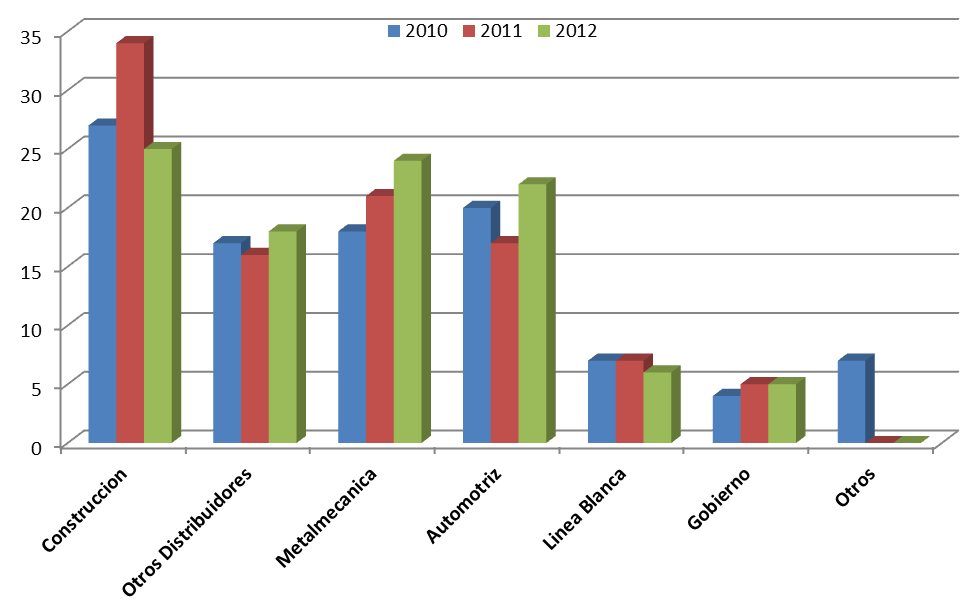 2010 2011 2012
35
30
25
20
15
10
5
0
Construccion
Otros Distribuidores
Metalmecanica
Automotriz
Linea Blanca
Gobierno
Otros